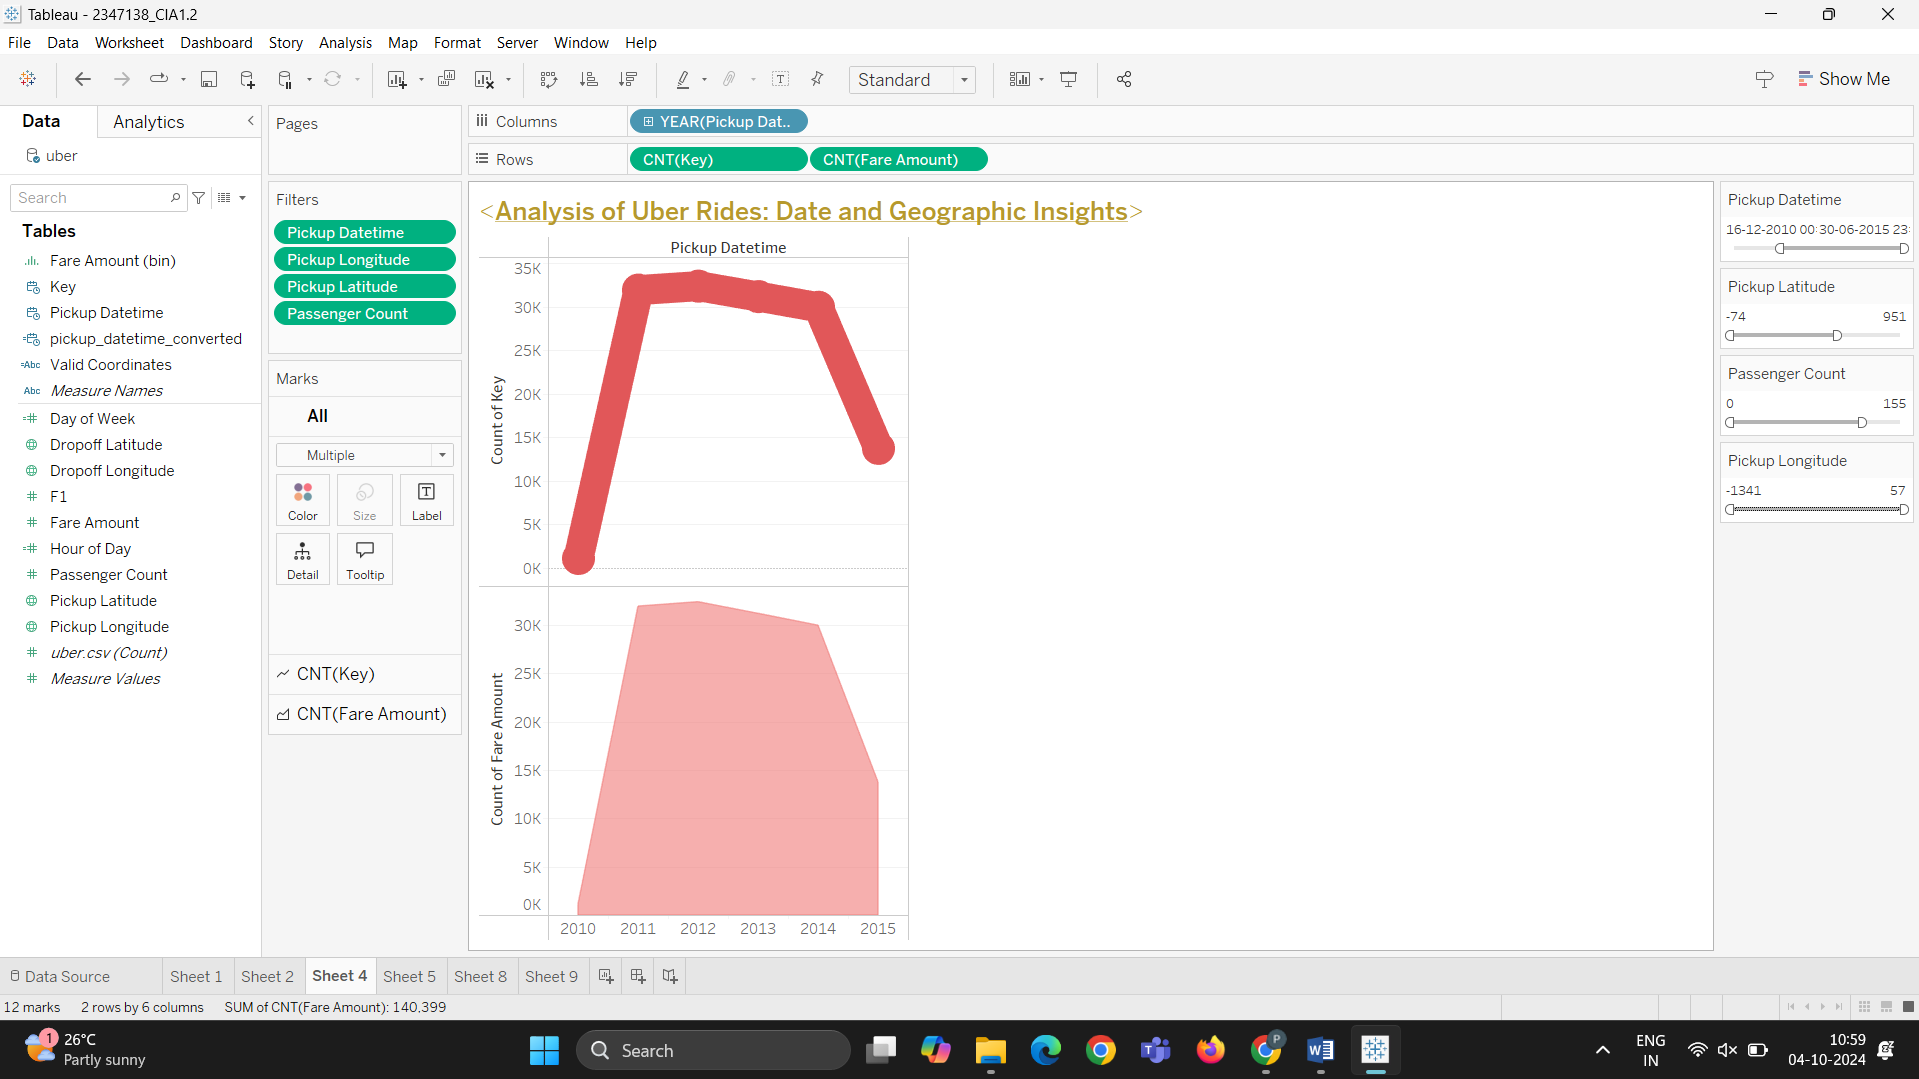 Tableau - 2347138_CIA1.2
File Data Worksheet Dashboard Story Analysis Map Format Server Window Help
Standard
Show Me
Data Analytics
uber
Search
Tables
Fare Amount (bin)
Key
Pickup Datetime
pickup_datetime_converted
=Abc Valid Coordinates
Abc Measure Names
Day of Week
Dropoff Latitude
Dropoff Longitude
F1
Fare Amount
Hour of Day
Passenger Count
Pickup Latitude
Pickup Longitude
uber.csv (Count)
Measure Values
Pages
Filters
Pickup Datetime
Pickup Longitude
Pickup Latitude
Passenger Count
Marks
All
Multiple
Color Size Label
Detail Tooltip
CNT(Key)
CNT(Fare Amount)
Columns YEAR(Pickup Dat..
Rows CNT(Key) CNT(Fare Amount)
<Analysis of Uber Rides: Date and Geographic Insights>
Pickup Datetime
Count of Key
35K
30K
25K
20K
15K
10K
5K
0K
Count of Fare Amount
30K
25K
20K
15K
10K
5K
0K
2010 2011 2012 2013 2014 2015
Pickup Datetime
16-12-2010 00:30-06-2015 23:
Pickup Latitude
-74 951
Passenger Count
0 155
Pickup Longitude
-1341 57
Data Source Sheet 1 Sheet 2 Sheet 4 Sheet 5 Sheet 8 Sheet 9
12 marks 2 rows by 6 columns SUM of CNT(Fare Amount): 140,399
1
26°C
Partly sunny
Search
P
ENG
IN
10:59
04-10-2024